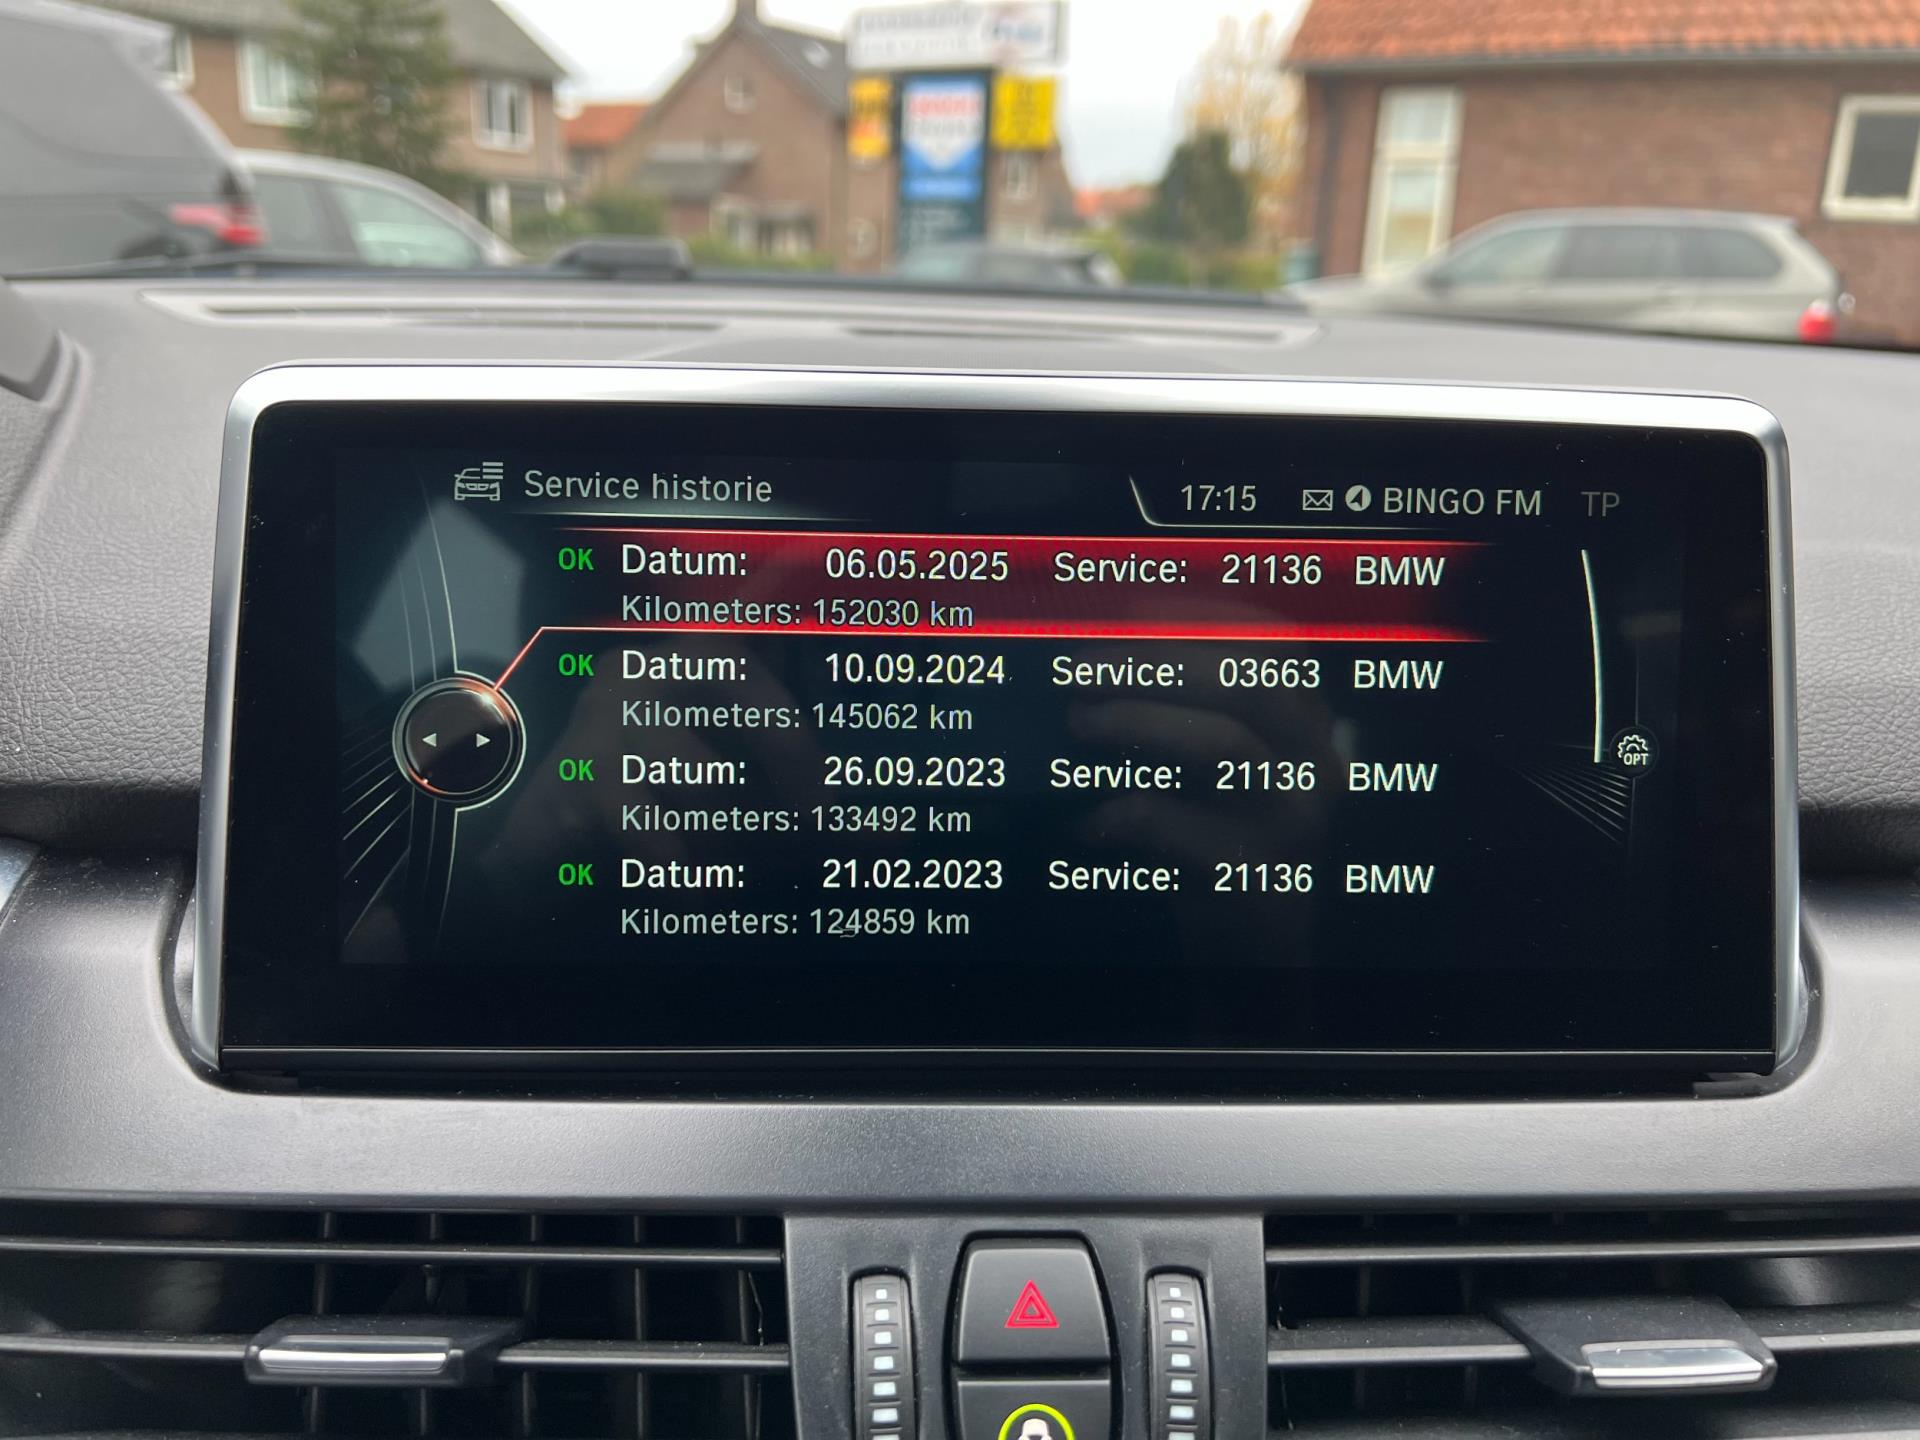 Service historie
17:15 BINGO FM TP
OK Datum: 06.05.2025 Service: 21136 BMW
Kilometers: 152030 km
OK Datum: 10.09.2024 Service: 03663 BMW
Kilometers: 145062 km
OK Datum: 26.09.2023 Service: 21136 BMW
Kilometers: 133492 km
OK Datum: 21.02.2023 Service: 21136 BMW
Kilometers: 124859 km
OPT